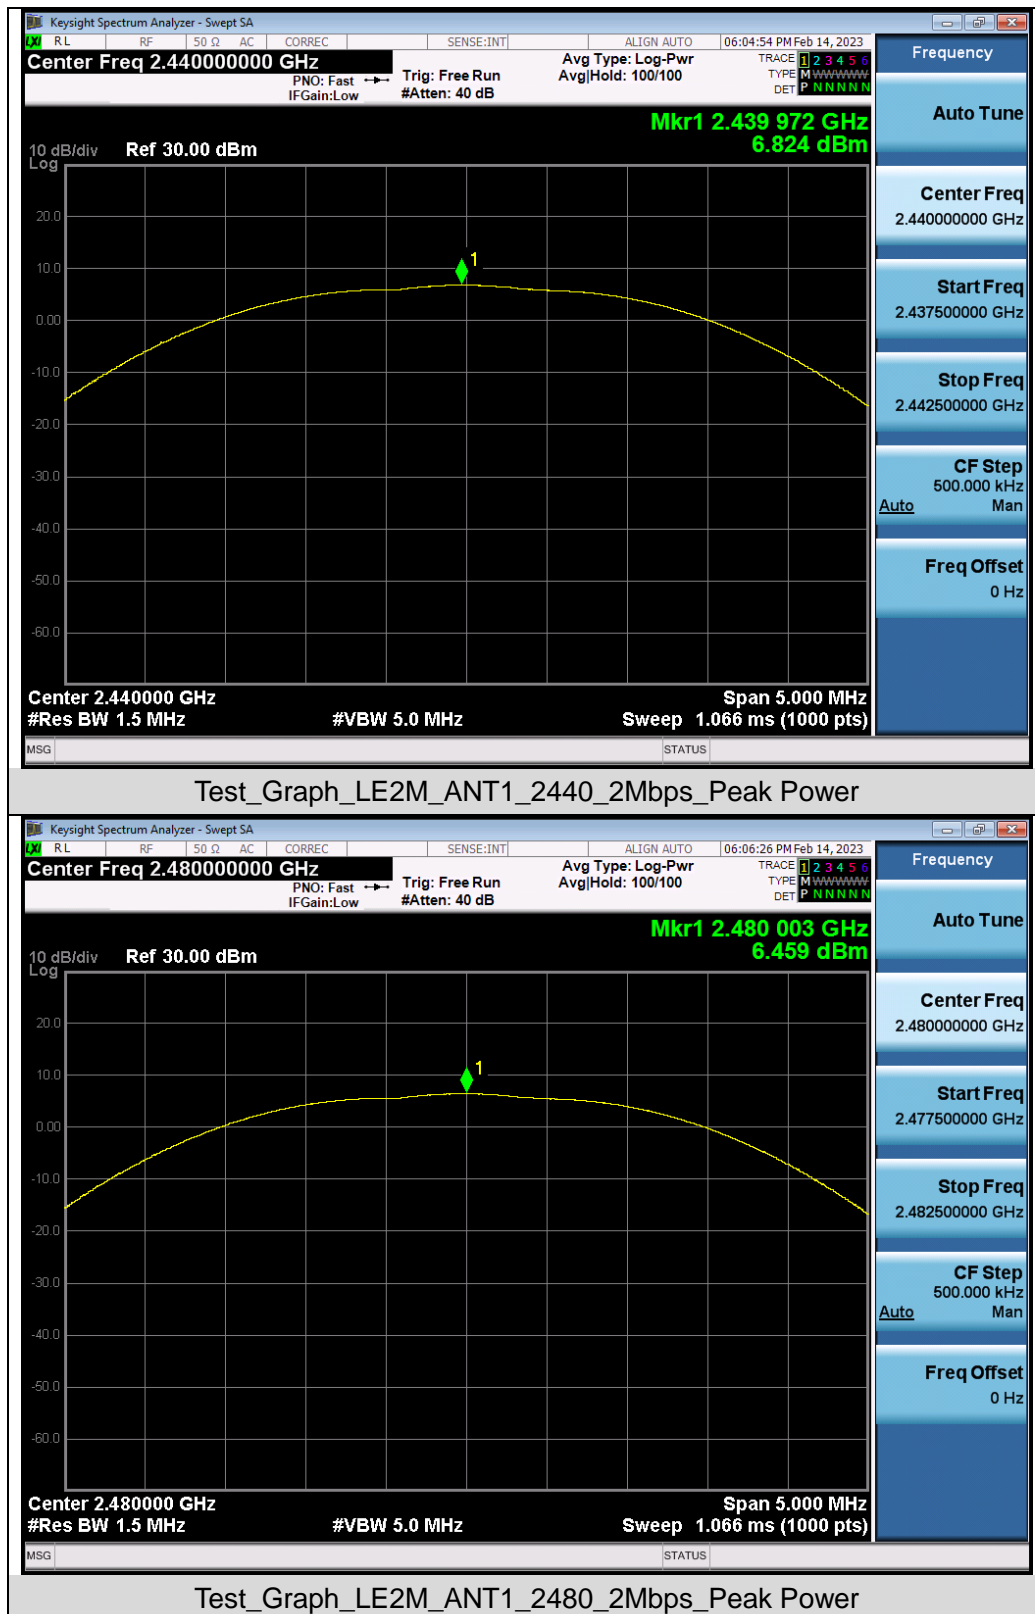 Keysight Spectrum Analyzer - Swept SA
LXI RL RF 50 Ω AC CORREC SENSE:INT ALIGN AUTO 06:04:54 PM Feb 14, 2023
Center Freq 2.440000000 GHz
PNO: Fast
IFGain:Low
Trig: Free Run
#Atten: 40 dB
Avg Type: Log-Pwr
Avg|Hold: 100/100
TRACE 1 2 3 4 5 6
TYPE M W W W W W
DET P N N N N N
Mkr1 2.439 972 GHz
6.824 dBm
10 dB/div Ref 30.00 dBm
Log
20.0
1
10.0
0.00
-10.0
-20.0
-30.0
-40.0
-50.0
-60.0
Center 2.440000 GHz Span 5.000 MHz
#Res BW 1.5 MHz #VBW 5.0 MHz Sweep 1.066 ms (1000 pts)
MSG STATUS
Frequency
Auto Tune
Center Freq
2.440000000 GHz
Start Freq
2.437500000 GHz
Stop Freq
2.442500000 GHz
CF Step
500.000 kHz
Auto Man
Freq Offset
0 Hz
Test_Graph_LE2M_ANT1_2440_2Mbps_Peak Power
Keysight Spectrum Analyzer - Swept SA
LXI RL RF 50 Ω AC CORREC SENSE:INT ALIGN AUTO 06:06:26 PM Feb 14, 2023
Center Freq 2.480000000 GHz
PNO: Fast
IFGain:Low
Trig: Free Run
#Atten: 40 dB
Avg Type: Log-Pwr
Avg|Hold: 100/100
TRACE 1 2 3 4 5 6
TYPE M W W W W W
DET P N N N N N
Mkr1 2.480 003 GHz
6.459 dBm
10 dB/div Ref 30.00 dBm
Log
20.0
1
10.0
0.00
-10.0
-20.0
-30.0
-40.0
-50.0
-60.0
Center 2.480000 GHz Span 5.000 MHz
#Res BW 1.5 MHz #VBW 5.0 MHz Sweep 1.066 ms (1000 pts)
MSG STATUS
Frequency
Auto Tune
Center Freq
2.480000000 GHz
Start Freq
2.477500000 GHz
Stop Freq
2.482500000 GHz
CF Step
500.000 kHz
Auto Man
Freq Offset
0 Hz
Test_Graph_LE2M_ANT1_2480_2Mbps_Peak Power